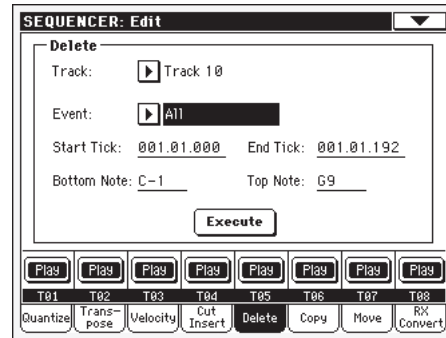 SEQUENCER: Edit
Delete
Track: Track 10
Event: All
Start Tick: 001.01.000 End Tick: 001.01.192
Bottom Note: C-1 Top Note: G9
Execute
Play Play Play Play Play Play Play Play
T01 T02 T03 T04 T05 T06 T07 T08
Quantize Trans-pose Velocity Cut Insert Delete Copy Move RX Convert